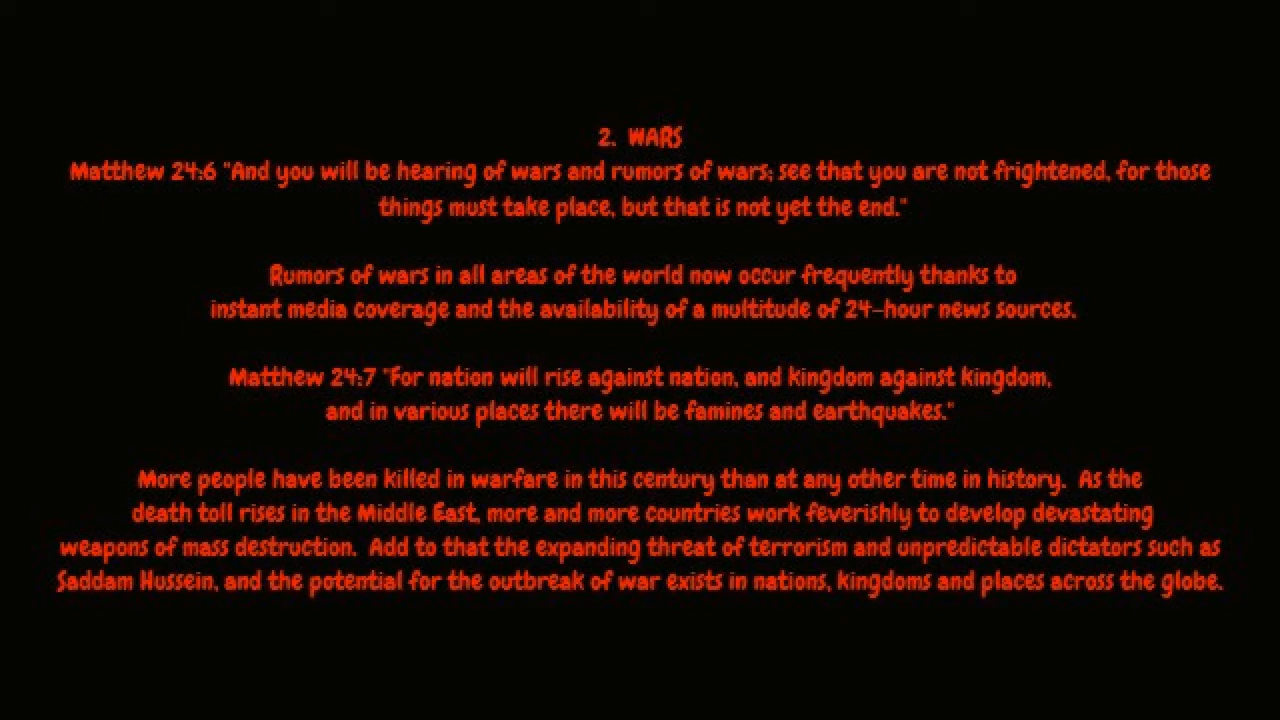 2. WARS
Matthew 24:6 "And you will be hearing of wars and rumors of wars; see that you are not frightened, for those
things must take place, but that is not yet the end."
Rumors of wars in all areas of the world now occur frequently thanks to
instant media coverage and the availability of a multitude of 24-hour news sources.
Matthew 24:7 "For nation will rise against nation, and kingdom against kingdom,
and in various places there will be famines and earthquakes."
More people have been killed in warfare in this century than at any other time in history. As the
death toll rises in the Middle East, more and more countries work feverishly to develop devastating
weapons of mass destruction. Add to that the expanding threat of terrorism and unpredictable dictators such as
Saddam Hussein, and the potential for the outbreak of war exists in nations, kingdoms and places across the globe.